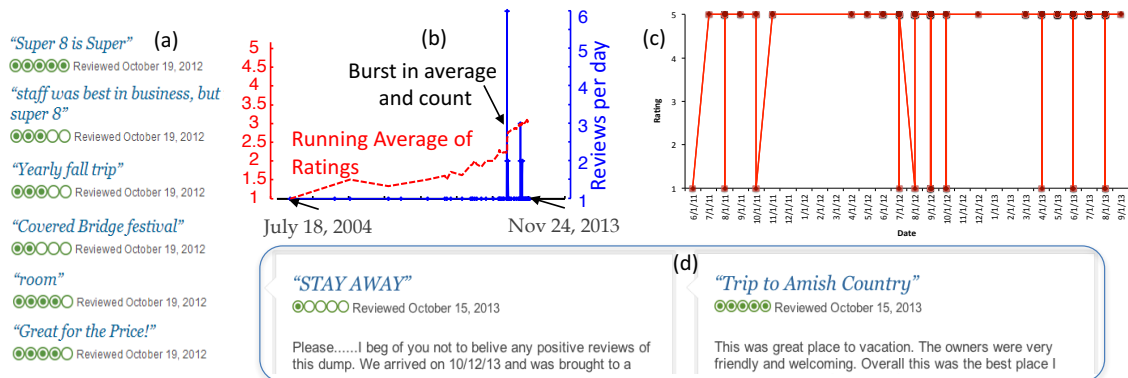 (a)
“Super 8 is Super”
Reviewed October 19, 2012
“staff was best in business, but
super 8”
Reviewed October 19, 2012
“Yearly fall trip”
Reviewed October 19, 2012
“Covered Bridge festival”
Reviewed October 19, 2012
“room”
Reviewed October 19, 2012
“Great for the Price!”
Reviewed October 19, 2012
(b)
5
4
4
3
3
2
2
1
1
Burst in average
and count
Running Average of
Ratings
6
5
4
3
3
2
2
1
Reviews per day
July 18, 2004
Nov 24, 2013
(c)
5
5
3
1
Rating
6/1/11
7/1/11
8/1/11
9/1/11
10/1/11
11/1/11
12/1/11
1/1/12
2/1/12
3/1/12
4/1/12
5/1/12
6/1/12
7/1/12
8/1/12
9/1/12
10/1/12
11/1/12
12/1/12
1/1/13
2/1/13
3/1/13
4/1/13
5/1/13
6/1/13
7/1/13
8/1/13
9/1/13
Date
(d)
“STAY AWAY”
Reviewed October 15, 2013
Please......I beg of you not to belive any positive reviews of
this dump. We arrived on 10/12/13 and was brought to a
“Trip to Amish Country”
Reviewed October 15, 2013
This was great place to vacation. The owners were very
friendly and welcoming. Overall this was the best place I